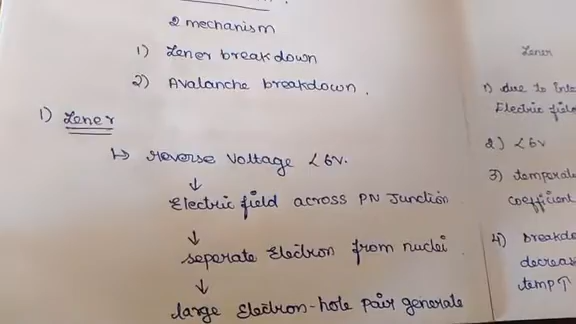 2 mechanism
1) Zener breakdown
2) Avalanche breakdown.
1) Zener
↳ reverse voltage <6v.
↓
Electric field across PN Junction
↓
seperate Electron from nuclei
↓
large Electron-hole pair generate
Zener
1) due to
Electric field
2) <6v
3)
coefficient
4)
temp↑